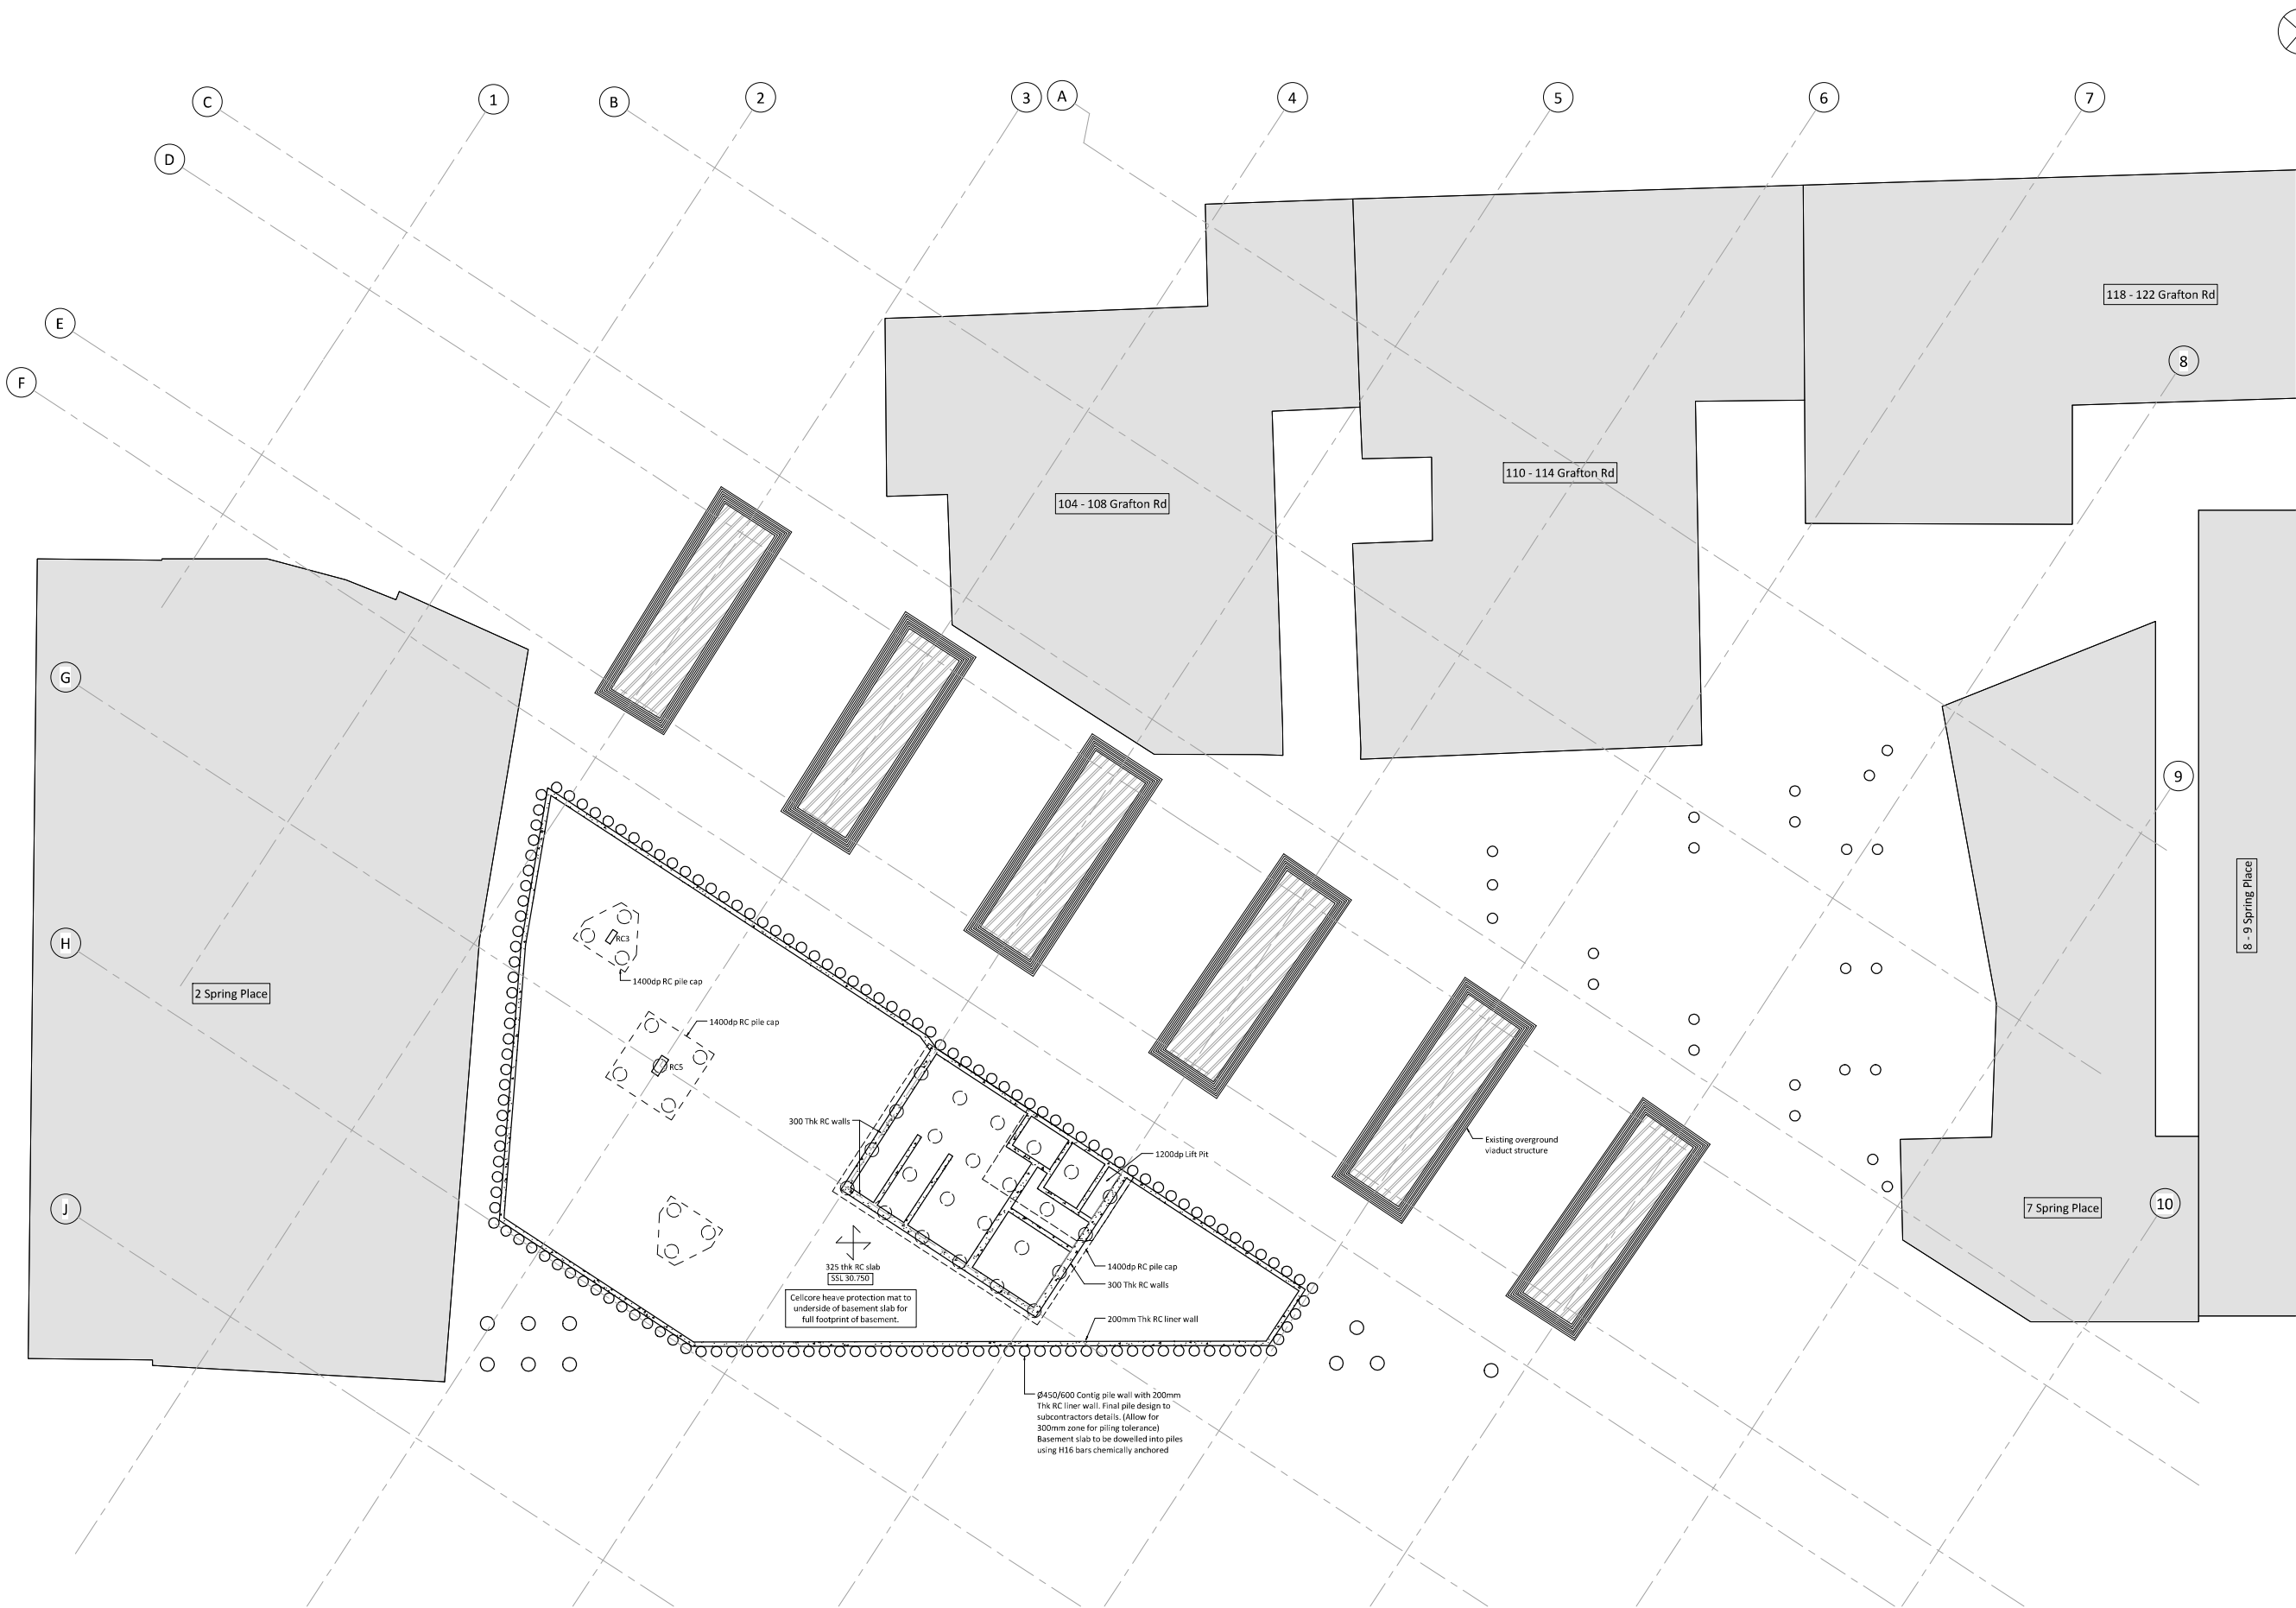 A
C
1
B
2
3
4
5
6
7
D
118 - 122 Grafton Rd
E
8
F
110 - 114 Grafton Rd
104 - 108 Grafton Rd
G
9
8 - 9 Spring Place
RC3
H
1400dp RC pile cap
2 Spring Place
1400dp RC pile cap
RC5
300 Thk RC walls
Existing overground
viaduct structure
1200dp Lift Pit
10
7 Spring Place
J
325 thk RC slab
SSL 30.750
1400dp RC pile cap
300 Thk RC walls
Cellcore heave protection mat to
underside of basement slab for
full footprint of basement.
200mm Thk RC liner wall
Ø450/600 Contig pile wall with 200mm
Thk RC liner wall. Final pile design to
subcontractors details. (Allow for
300mm zone for piling tolerance)
Basement slab to be dowelled into piles
using H16 bars chemically anchored